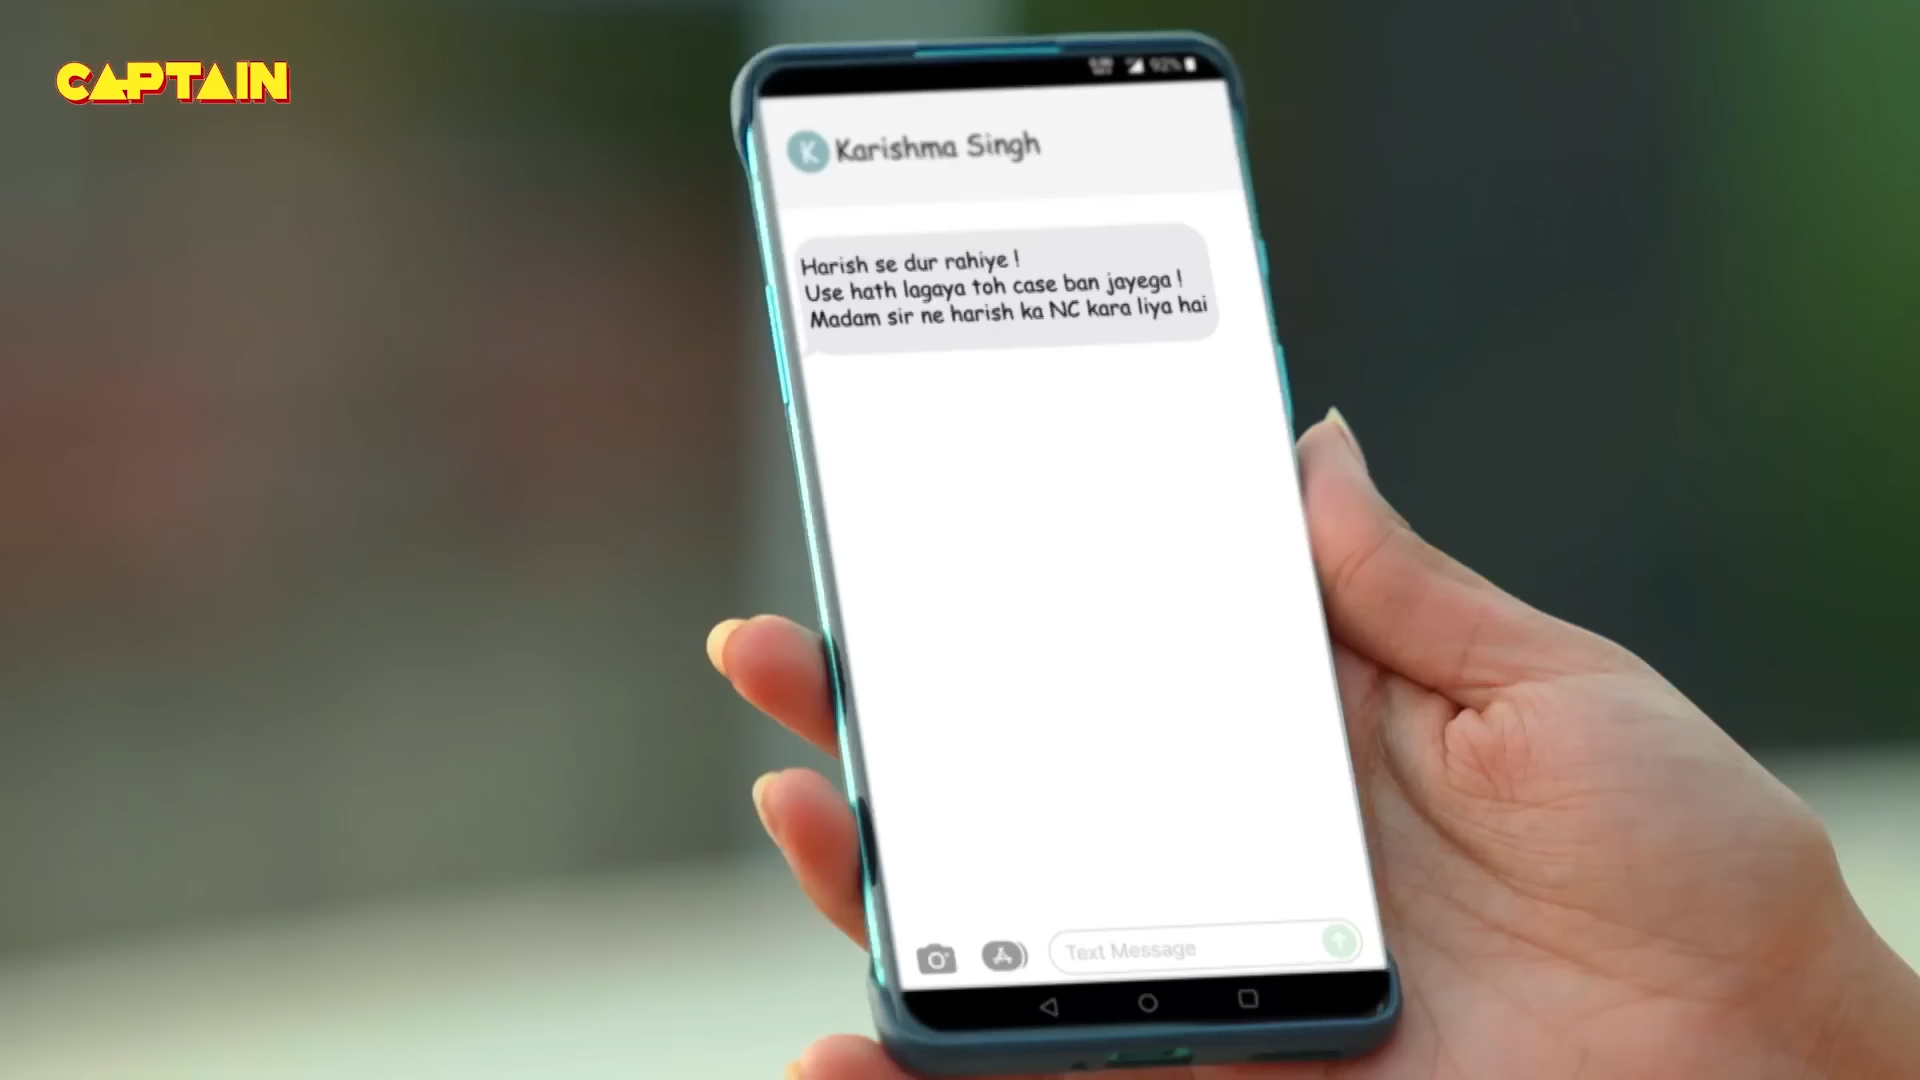 CAPTAIN
92%
K Karishma Singh
Harish se dur rahiye !
Use hath lagaya toh case ban jayega !
Madam sir ne harish ka NC kara liya hai
Text Message